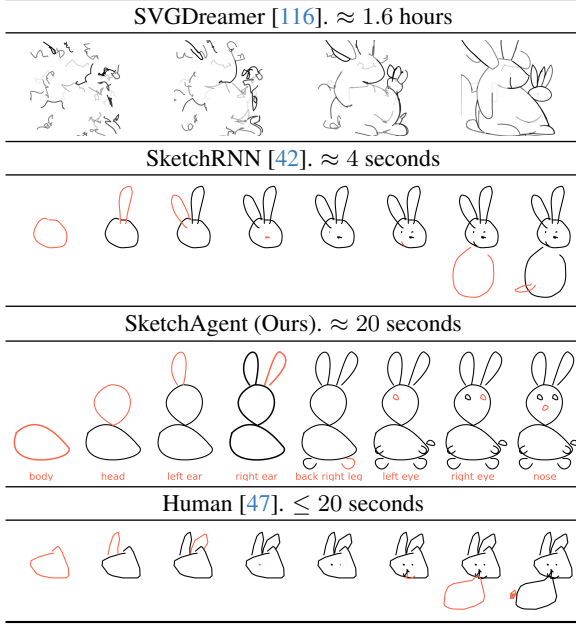 SVGDreamer [116]. ≈ 1.6 hours
SketchRNN [42]. ≈ 4 seconds
SketchAgent (Ours). ≈ 20 seconds
body head left ear right ear back right leg left eye right eye nose
Human [47]. ≤ 20 seconds